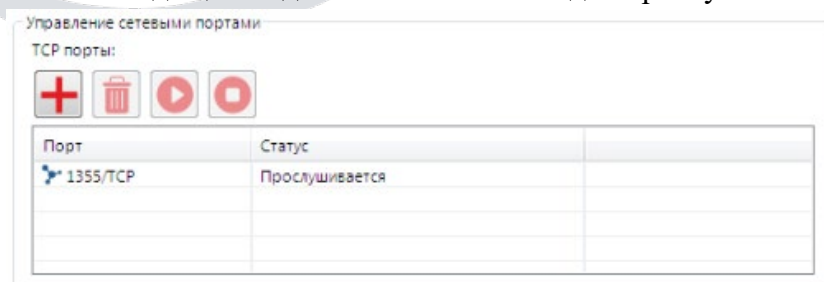 Управление сетевыми портами
TCP порты:
Порт Статус
1355/TCP Прослушивается